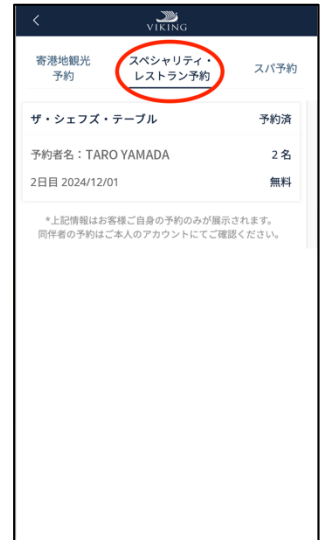 VIKING
寄港地観光
予約
スペシャリティ・
レストラン予約
スパ予約
ザ・シェフズ・テーブル 予約済
予約者名：TARO YAMADA 2 名
2日目 2024/12/01 無料
*上記情報はお客様ご自身の予約のみが展示されます。
同伴者の予約はご本人のアカウントにてご確認ください。